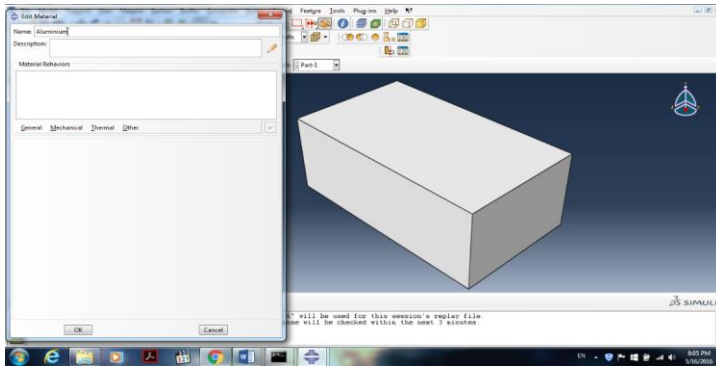 Edit Material
Feature Tools Plug-ins Help
Name: Aluminium
Description:
Material Behaviors
Part-1
General Mechanical Thermal Other
OK Cancel
SIMULI
will be used for this session's replay file.
will be checked within the next 3 minutes.
EN
8:05 PM
5/16/2016